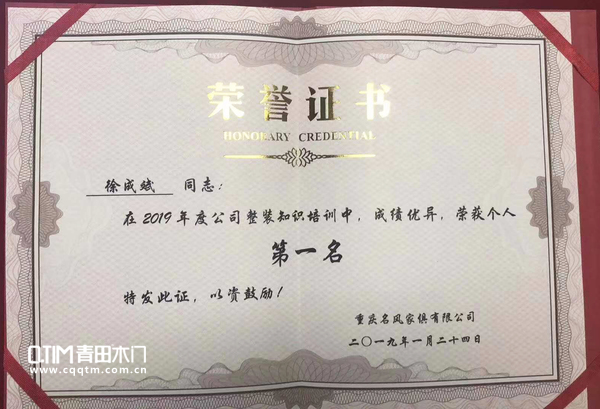 荣誉证书
HONORARY CREDENTIAL
徐成斌 同志：
在2019年度公司整装知识培训中，成绩优异，荣获个人
第一名
特发此证，以资鼓励！
重庆名风家俱有限公司
二〇一九年一月二十四日
QTIM青田木门
www.cqqtm.com.cn